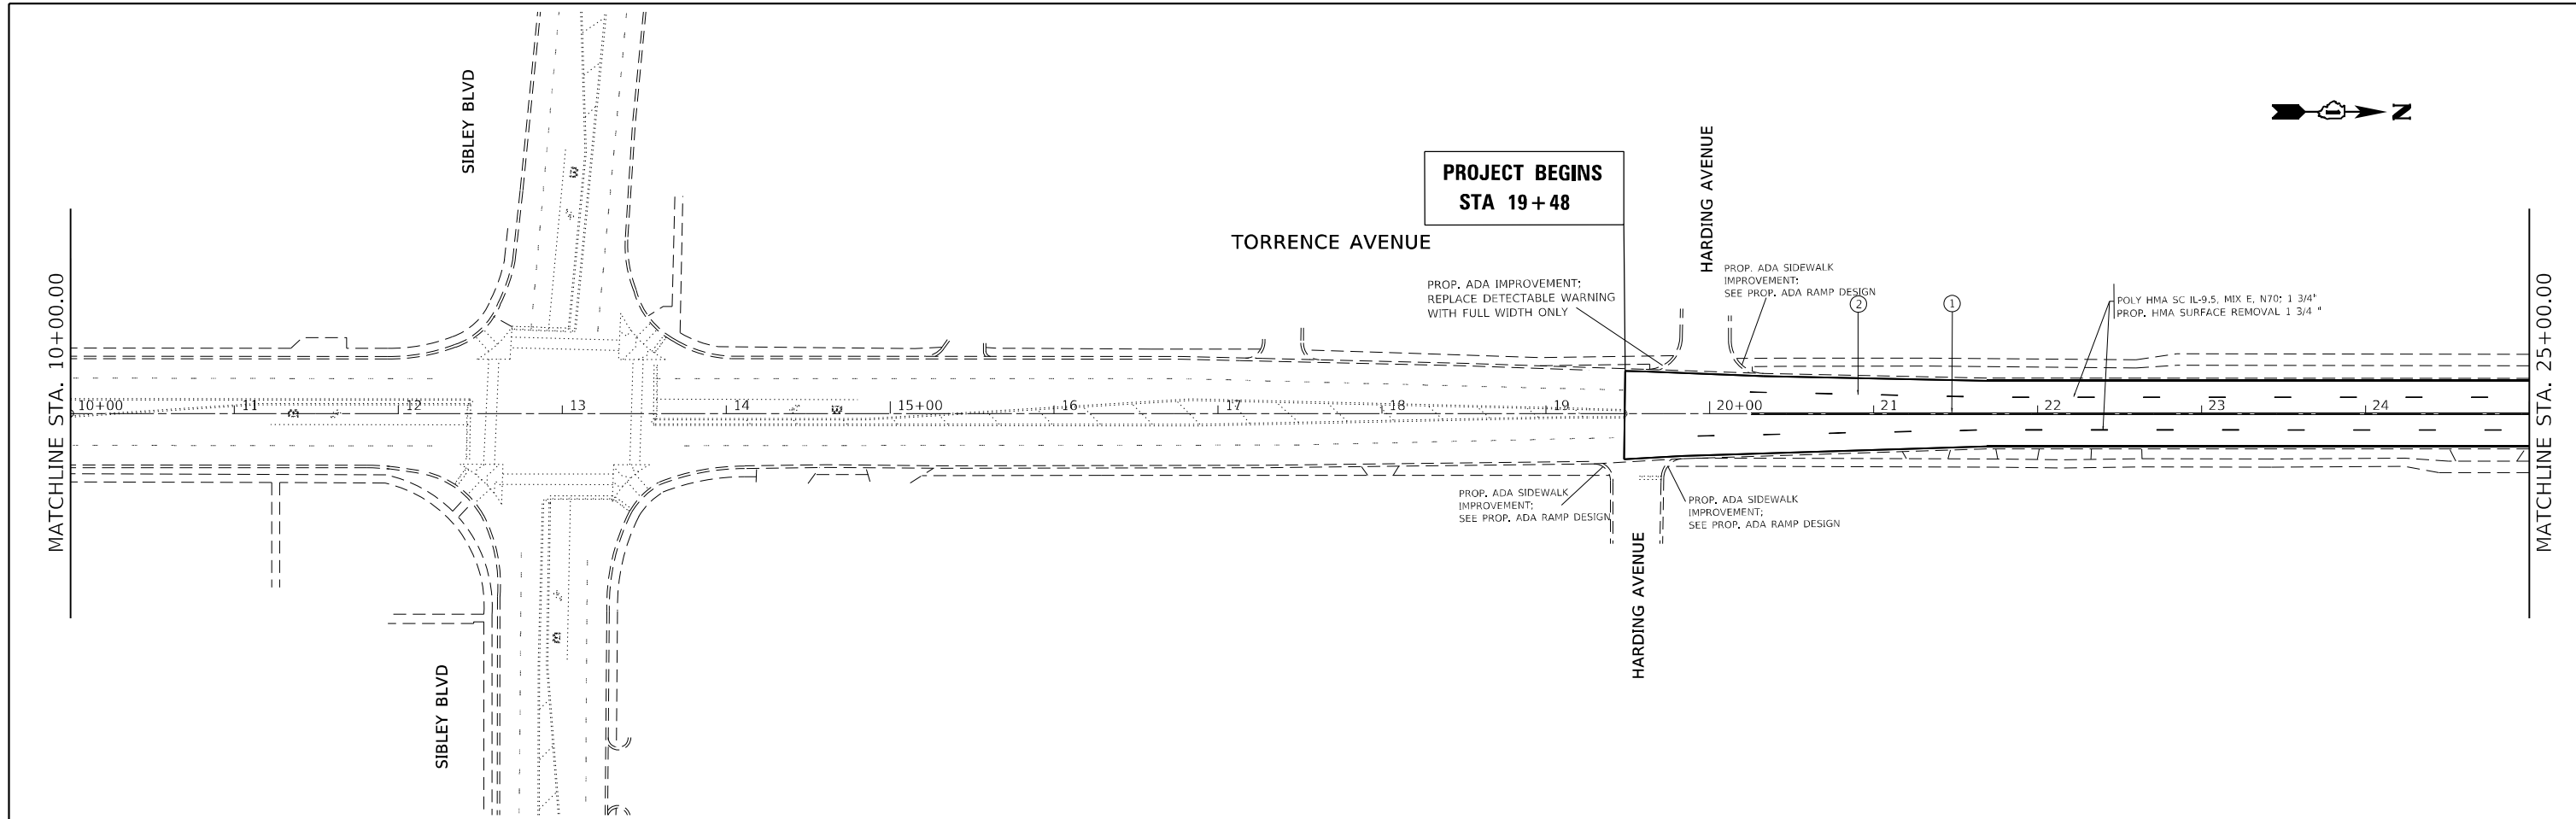 SIBLEY BLVD
N
HARDING AVENUE
PROJECT BEGINS
STA 19+48
TORRENCE AVENUE
PROP. ADA SIDEWALK
IMPROVEMENT;
SEE PROP. ADA RAMP DESIGN
PROP. ADA IMPROVEMENT;
REPLACE DETECTABLE WARNING
WITH FULL WIDTH ONLY
2
1
POLY HMA SC IL-9.5, MIX E, N70; 1 3/4"
PROP. HMA SURFACE REMOVAL 1 3/4 "
MATCHLINE STA. 10+00.00
MATCHLINE STA. 25+00.00
10+00 11 12 13 14 15+00 16 17 18 19 20+00 21 22 23 24
PROP. ADA SIDEWALK
IMPROVEMENT;
SEE PROP. ADA RAMP DESIGN
PROP. ADA SIDEWALK
IMPROVEMENT;
SEE PROP. ADA RAMP DESIGN
HARDING AVENUE
SIBLEY BLVD